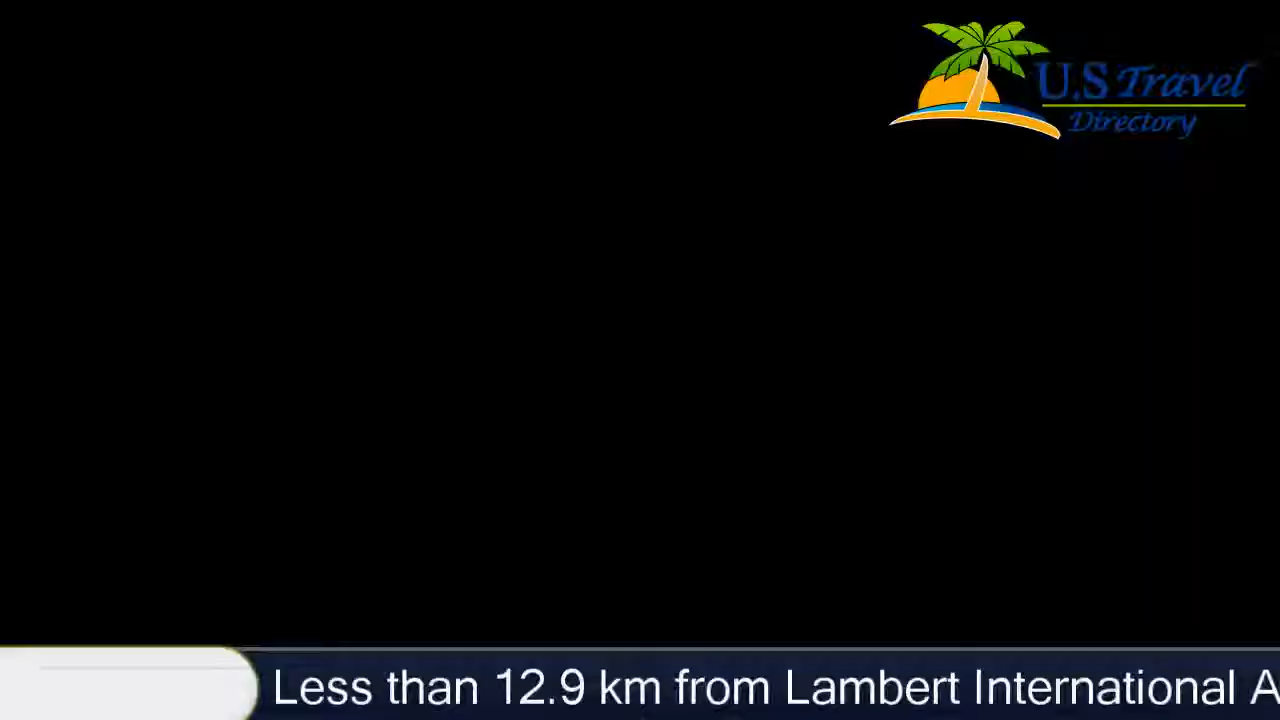 U.S Travel
Directory
Less than 12.9 km from Lambert International A